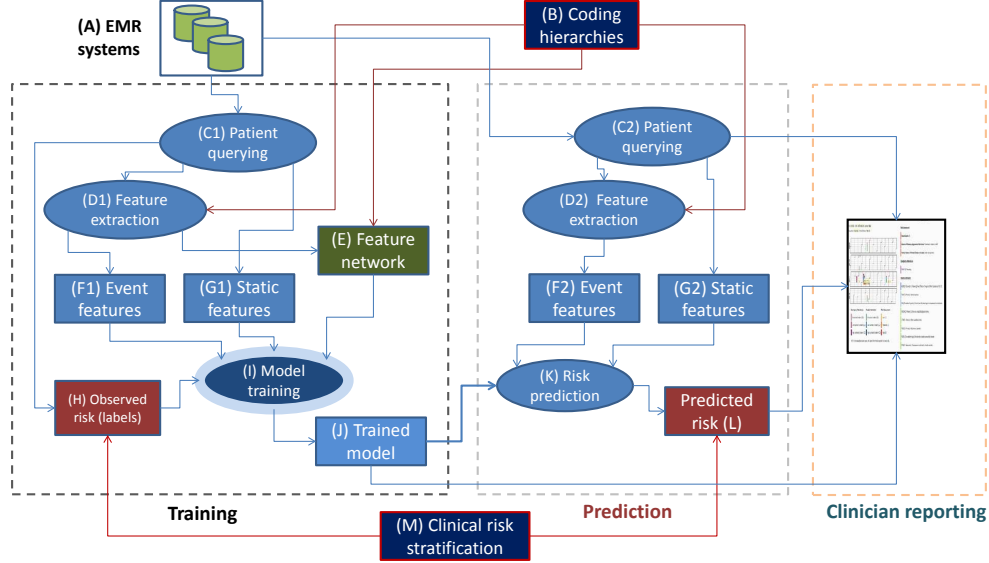 (A) EMR
systems
(B) Coding
hierarchies
(C1) Patient
querying
(C2) Patient
querying
(D1) Feature
extraction
(D2) Feature
extraction
(E) Feature
network
(F1) Event
features
(G1) Static
features
(F2) Event
features
(G2) Static
features
(I) Model
training
(K) Risk
prediction
(H) Observed
risk (labels)
Predicted
risk (L)
(J) Trained
model
Training
Prediction
Clinician reporting
(M) Clinical risk
stratification